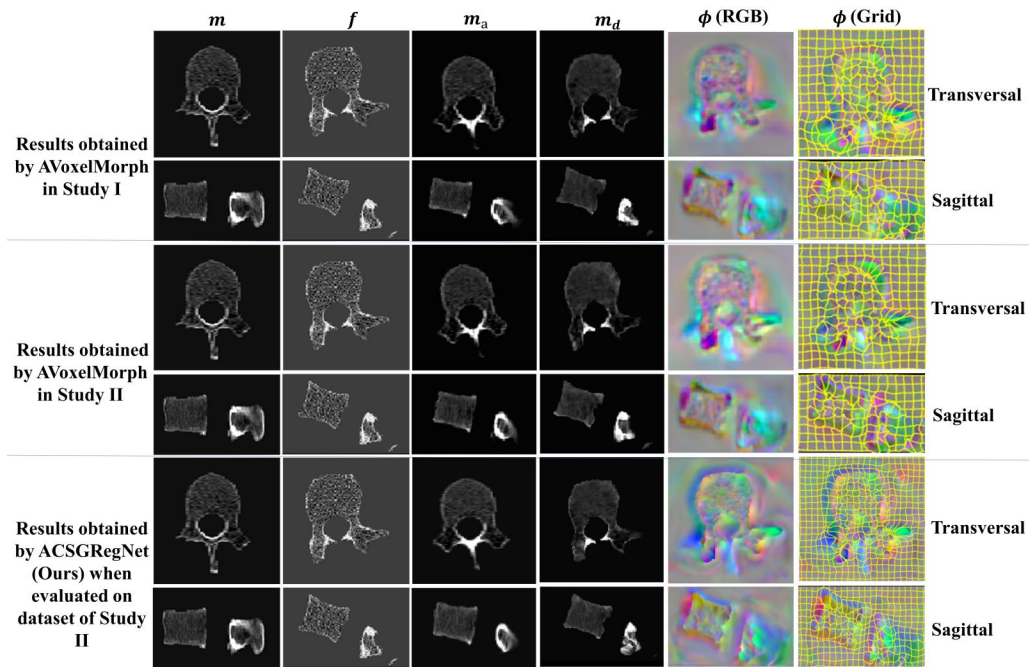 m f mₐ m_d ϕ (RGB) ϕ (Grid)
Transversal
Results obtained
by AVoxelMorph
in Study I
Sagittal
Transversal
Results obtained
by AVoxelMorph
in Study II
Sagittal
Transversal
Results obtained
by ACSGRegNet
(Ours) when
evaluated on
dataset of Study
II
Sagittal